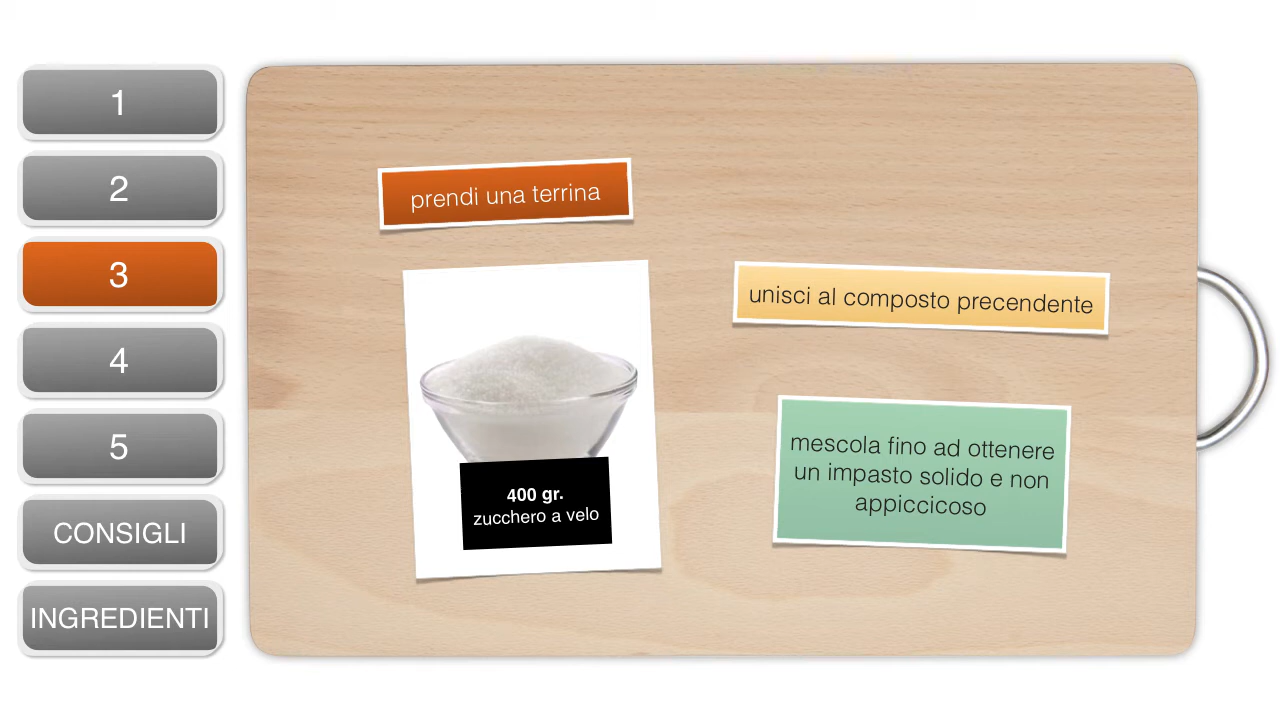 1
2
3
4
5
CONSIGLI
INGREDIENTI
prendi una terrina
400 gr.
zucchero a velo
unisci al composto precendente
mescola fino ad ottenere
un impasto solido e non
appiccicoso